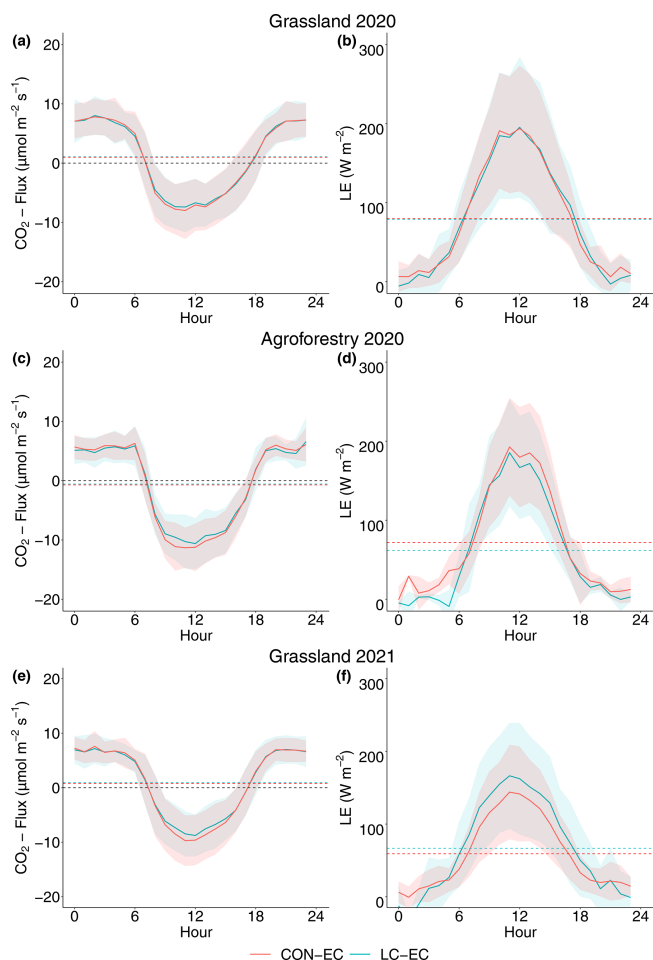 Grassland 2020
(a)
(b)
CO₂ − Flux (μmol m⁻² s⁻¹)
20
10
0
−10
−20
0 6 12 18 24
Hour
LE (W m⁻²)
300
200
100
0
0 6 12 18 24
Hour
Agroforestry 2020
(c)
(d)
CO₂ − Flux (μmol m⁻² s⁻¹)
20
10
0
−10
−20
0 6 12 18 24
Hour
LE (W m⁻²)
300
200
100
0
0 6 12 18 24
Hour
Grassland 2021
(e)
(f)
CO₂ − Flux (μmol m⁻² s⁻¹)
20
10
0
−10
−20
0 6 12 18 24
Hour
LE (W m⁻²)
300
200
100
0
0 6 12 18 24
Hour
CON−EC LC−EC